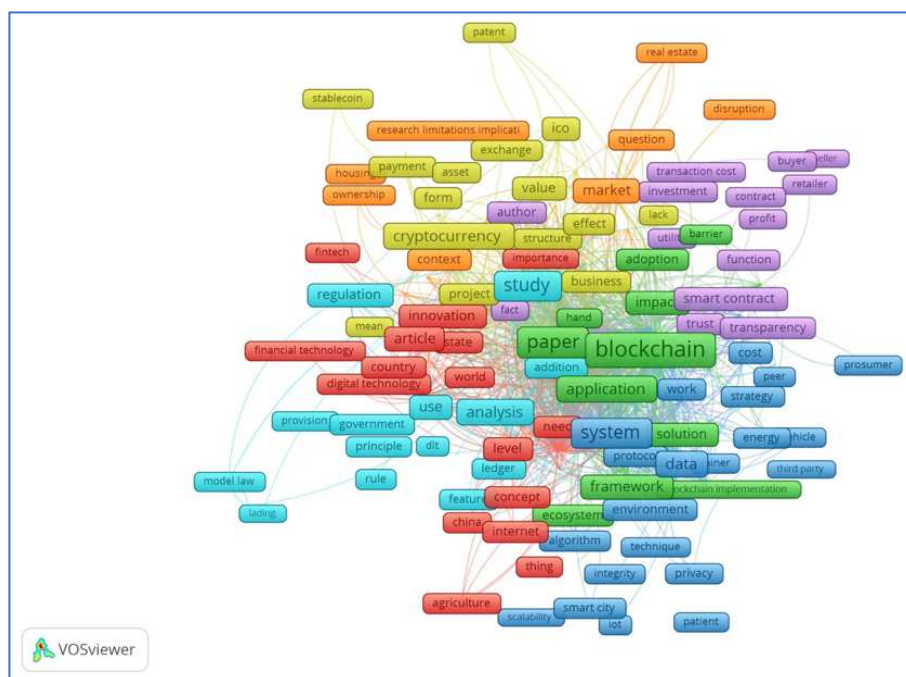 patent
real estate
stablecoin
disruption
research limitations implicati
ico
question
exchange
buyer
payment
asset
transaction cost
housing
retailer
ownership
form
value
market
investment
contract
author
effect
lack
profit
cryptocurrency
structure
utility
barrier
fintech
importance
adoption
function
context
regulation
project
study
business
impact
smart contract
mean
innovation
fact
hand
trust
transparency
article
state
paper
blockchain
financial technology
country
world
addition
cost
prosumer
digital technology
application
work
peer
strategy
use
analysis
provision
government
need
system
solution
energy
principle
dlt
level
protocol
data
third party
model law
rule
ledger
feature
concept
framework
lockchain implementation
lading
china
internet
ecosystem
environment
algorithm
technique
thing
integrity
privacy
agriculture
scalability
smart city
iot
patient
VOSviewer